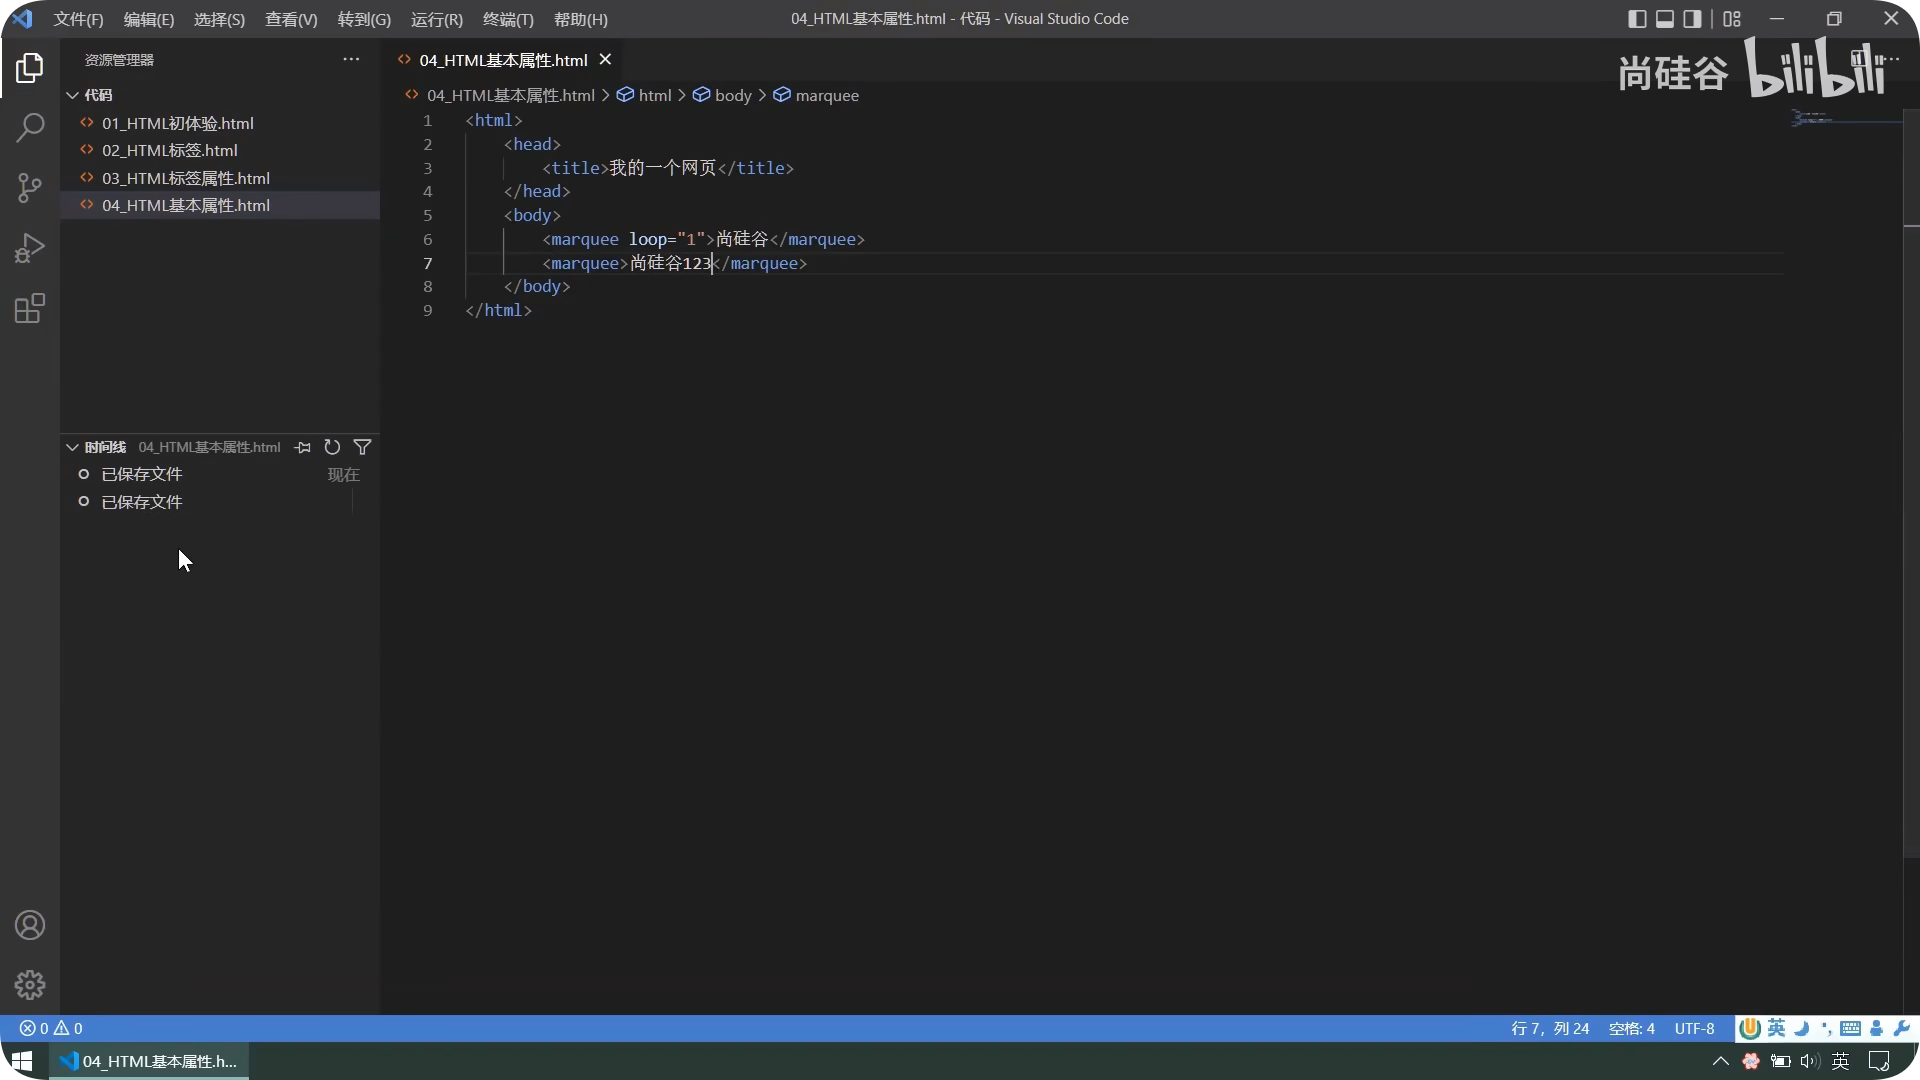 文件(F) 编辑(E) 选择(S) 查看(V) 转到(G) 运行(R) 终端(T) 帮助(H) 04_HTML基本属性.html - 代码 - Visual Studio Code
资源管理器
04_HTML基本属性.html
尚硅谷 bilibili
代码
01_HTML初体验.html
02_HTML标签.html
03_HTML标签属性.html
04_HTML基本属性.html
时间线 04_HTML基本属性.html
已保存文件 现在
已保存文件
04_HTML基本属性.html > html > body > marquee
1 <html>
2 <head>
3 <title>我的一个网页</title>
4 </head>
5 <body>
6 <marquee loop="1">尚硅谷</marquee>
7 <marquee>尚硅谷123</marquee>
8 </body>
9 </html>
0 0 行 7，列 24 空格: 4 UTF-8 英
04_HTML基本属性.h... 英